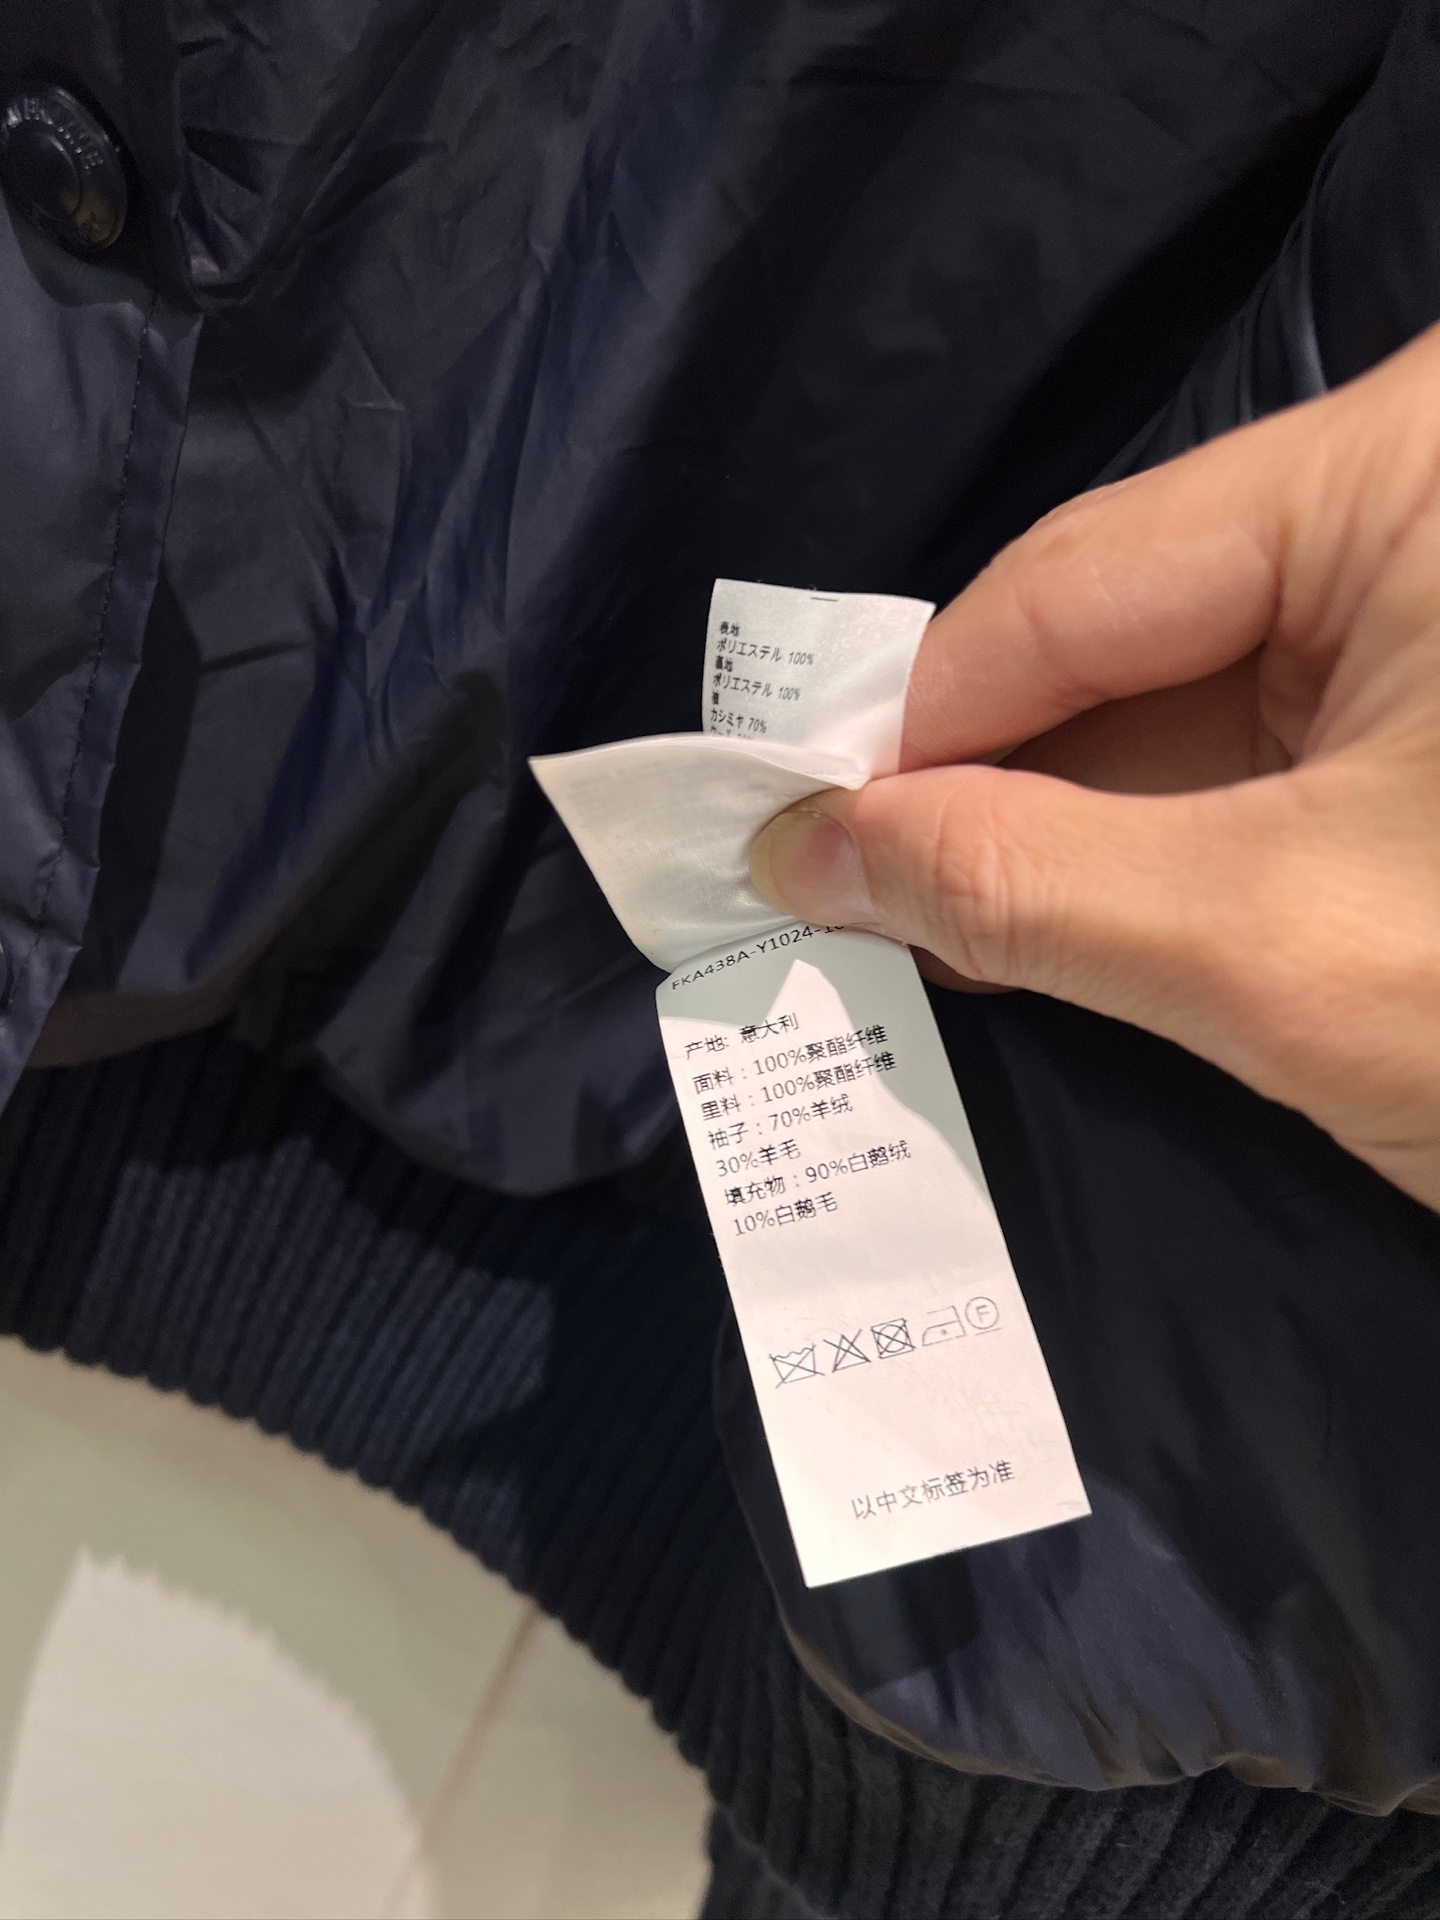 表地
ポリエステル 100%
裏地
ポリエステル 100%
袖
カシミヤ 70%
FKA438A-Y1024-
产地: 意大利
面料：100%聚酯纤维
里料：100%聚酯纤维
袖子：70%羊绒
30%羊毛
填充物：90%白鹅绒
10%白鹅毛
F
以中文标签为准